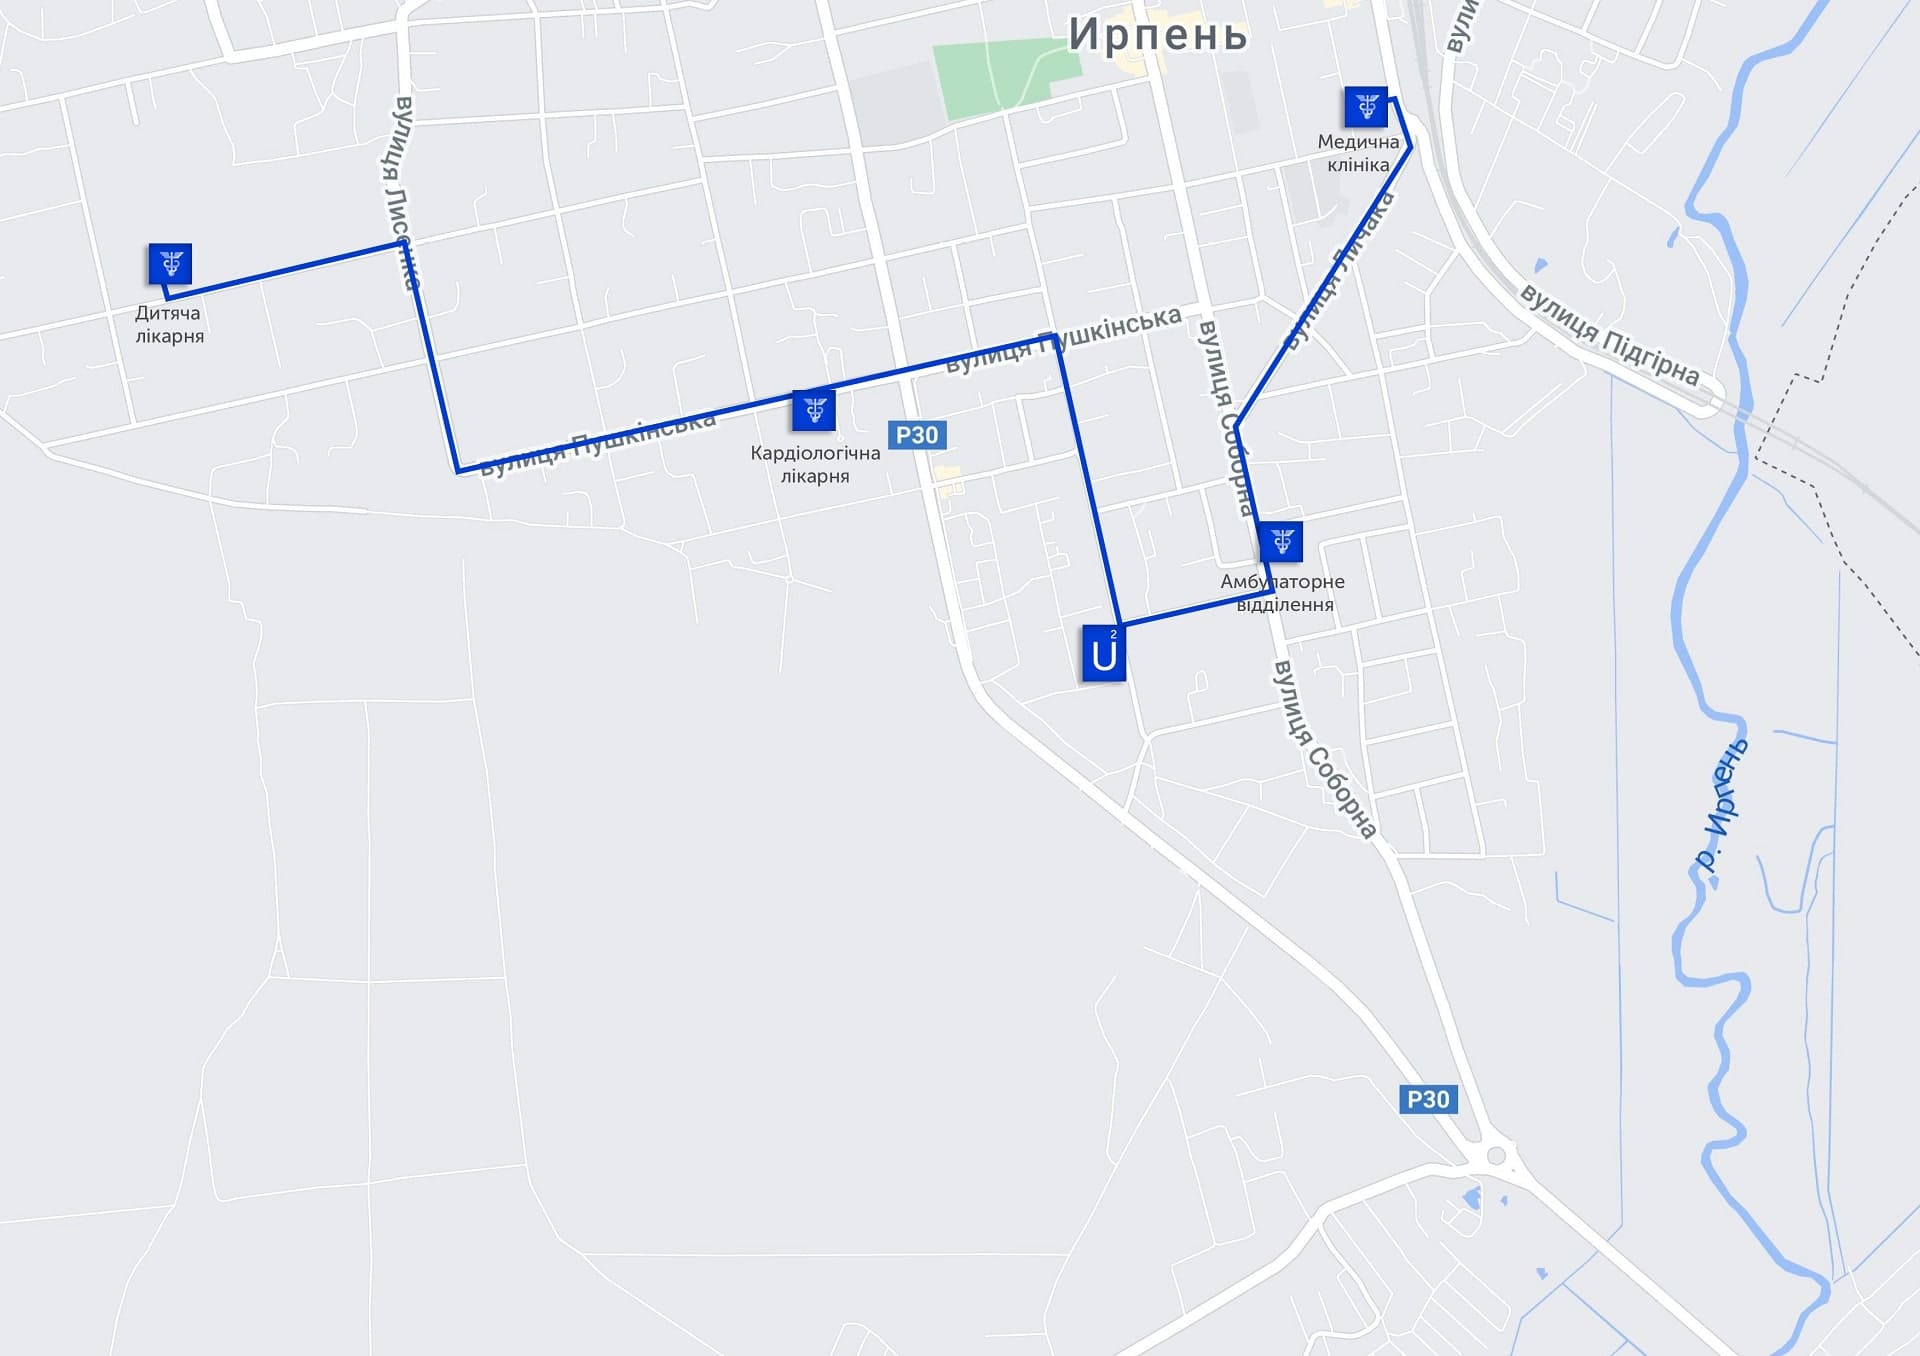 Ирпень
вули
вулиця Лисенка
Медична
клініка
вулиця Личака
Дитяча
лікарня
вулиця Підгірна
вулиця Пушкінська
вулиця Соборна
P30
вулиця Пушкінська
Кардіологічна
лікарня
Амбулаторне
відділення
2
U
вулиця Соборна
р. Ирпень
P30